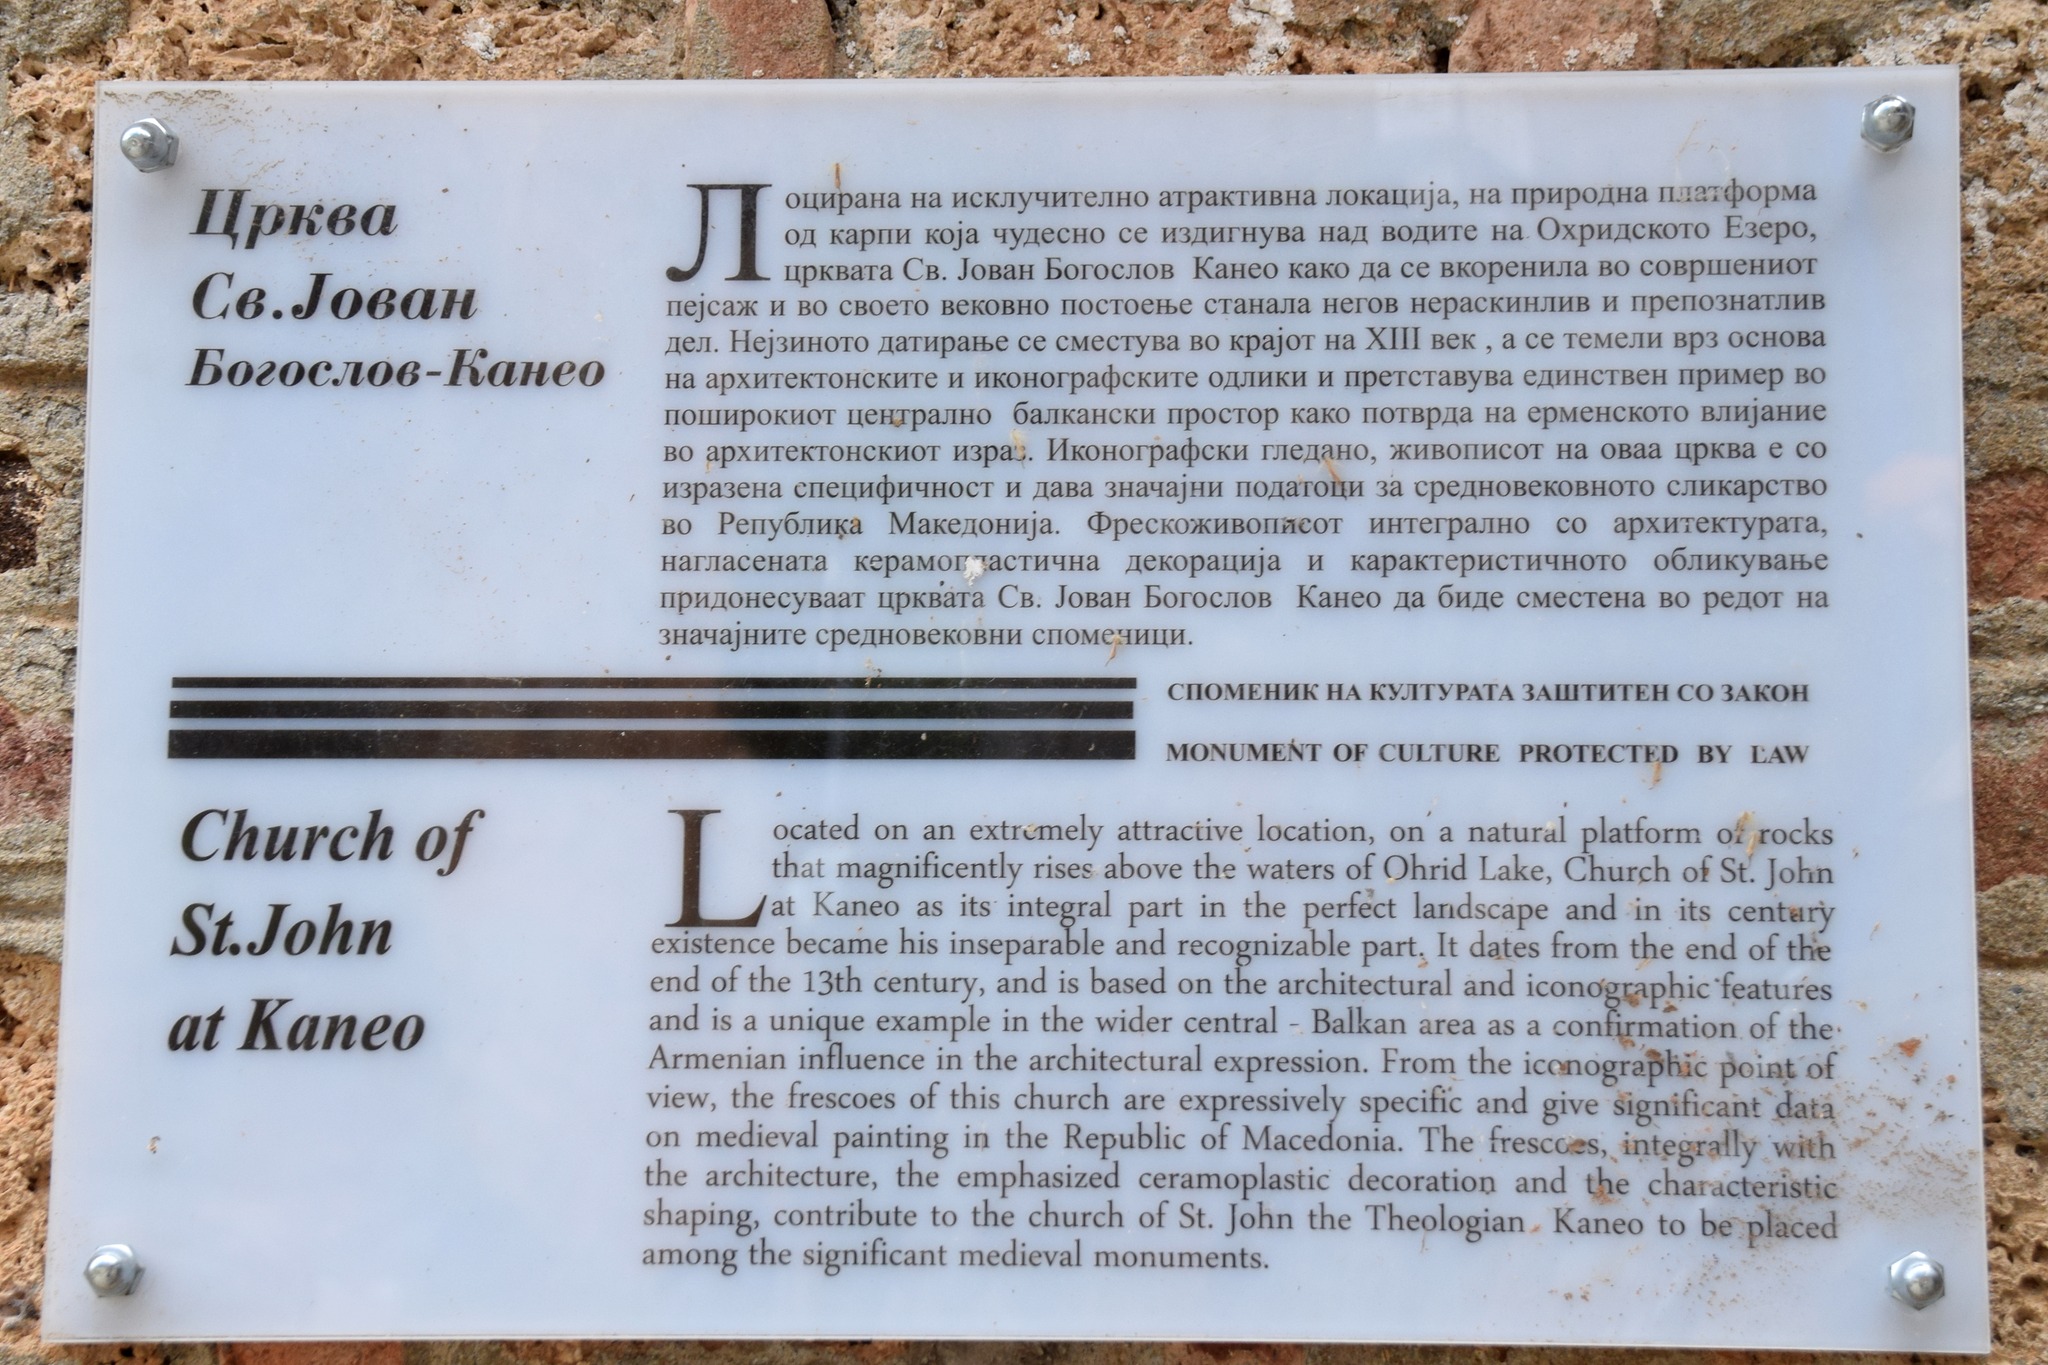 Црква
Св.Јован
Богослов-Канео
Лоцирана на исклучително атрактивна локација, на природна платформа
од карпи која чудесно се издигнува над водите на Охридското Езеро,
црквата Св. Јован Богослов Канео како да се вкоренила во совршениот
пејсаж и во своето вековно постоење станала негов нераскинлив и препознатлив
дел. Нејзиното датирање се сместува во крајот на XIII век , а се темели врз основа
на архитектонските и иконографските одлики и претставува единствен пример во
поширокиот централно балкански простор како потврда на ерменското влијание
во архитектонскиот израз. Иконографски гледано, живописот на оваа црква е со
изразена специфичност и дава значајни податоци за средновековното сликарство
во Република Македонија. Фрескоживописот интегрално со архитектурата,
нагласената керамопластична декорација и карактеристичното обликување
придонесуваат црквата Св. Јован Богослов Канео да биде сместена во редот на
значајните средновековни споменици.
СПОМЕНИК НА КУЛТУРАТА ЗАШТИТЕН СО ЗАКОН
MONUMENT OF CULTURE PROTECTED BY LAW
Church of
St.John
at Kaneo
Located on an extremely attractive location, on a natural platform of rocks
that magnificently rises above the waters of Ohrid Lake, Church of St. John
at Kaneo as its integral part in the perfect landscape and in its century
existence became his inseparable and recognizable part. It dates from the end of the
end of the 13th century, and is based on the architectural and iconographic features
and is a unique example in the wider central - Balkan area as a confirmation of the
Armenian influence in the architectural expression. From the iconographic point of
view, the frescoes of this church are expressively specific and give significant data
on medieval painting in the Republic of Macedonia. The frescoes, integrally with
the architecture, the emphasized ceramoplastic decoration and the characteristic
shaping, contribute to the church of St. John the Theologian Kaneo to be placed
among the significant medieval monuments.